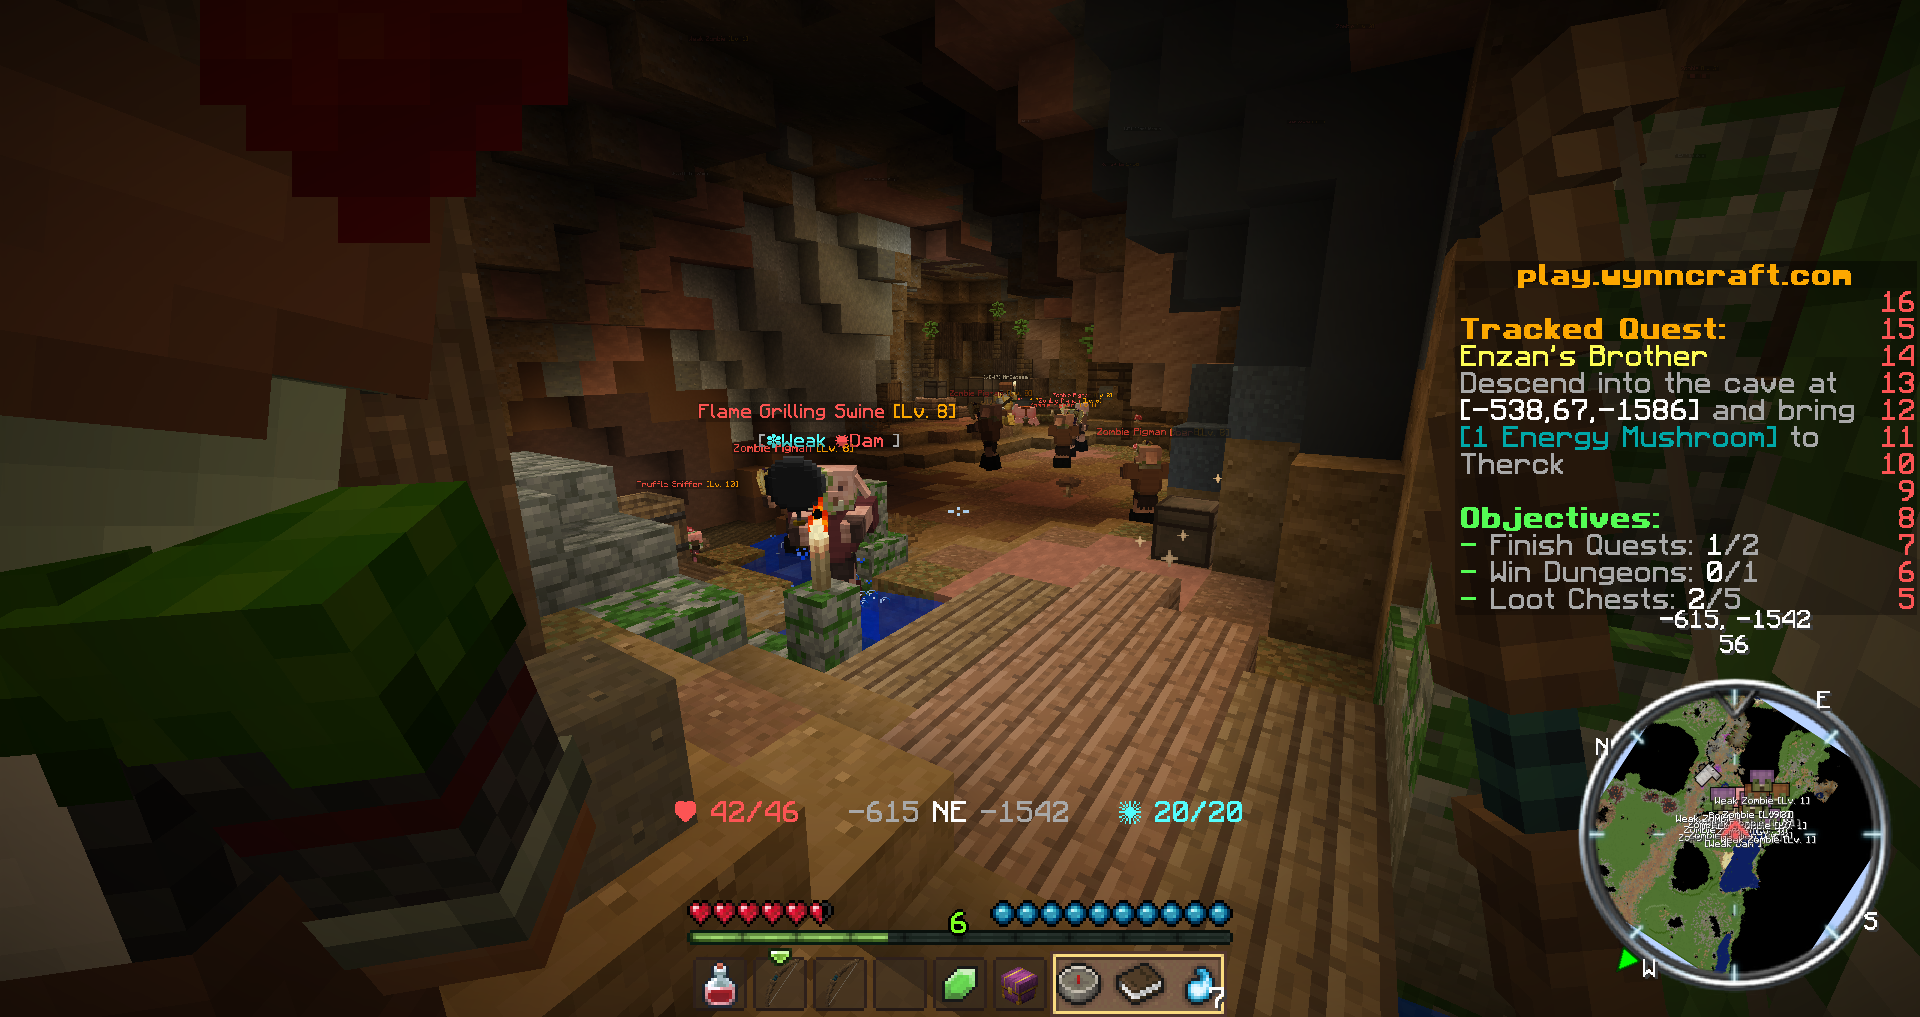 Flame Grilling Swine [Lv. 8]
[❇Weak ✹Dam ]
Zombie Pigman [Lv. 8]
Truffle Sniffer [Lv. 10]
Zombie Pigman
play.wynncraft.com
16
Tracked Quest: 15
Enzan's Brother 14
Descend into the cave at 13
[-538,67,-1586] and bring 12
[1 Energy Mushroom] to 11
Therck 10
9
Objectives: 8
- Finish Quests: 1/2 7
- Win Dungeons: 0/1 6
- Loot Chests: 2/5 5
-615, -1542
56
E
N
Weak Zombie [Lv. 1]
S
W
42/46 -615 NE -1542 20/20
6
7